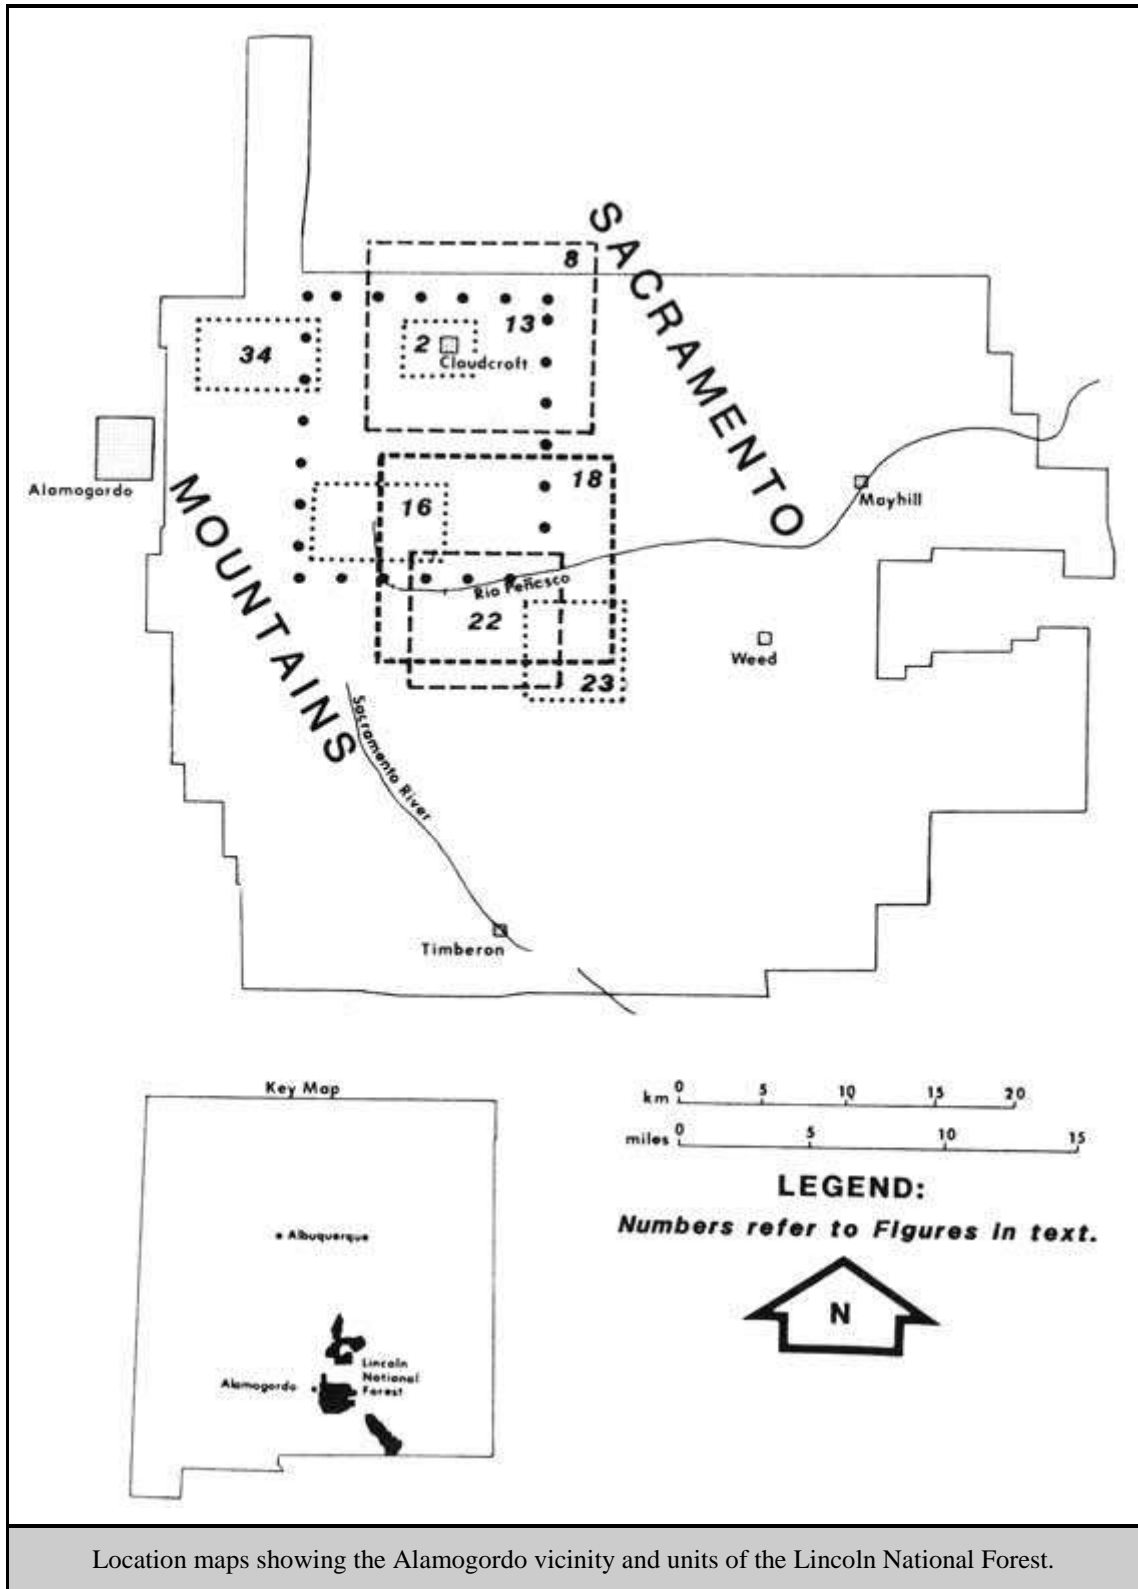 SACRAMENTO
8
13
2
Cloudcroft
34
Alamogordo
18
16
Mayhill
MOUNTAINS
Rio Peñasco
22
Weed
23
Sacramento River
Timberon
Key Map
Albuquerque
Lincoln
National
Forest
Alamogordo
km 0 5 10 15 20
miles 0 5 10 15
LEGEND:
Numbers refer to Figures in text.
N
Location maps showing the Alamogordo vicinity and units of the Lincoln National Forest.